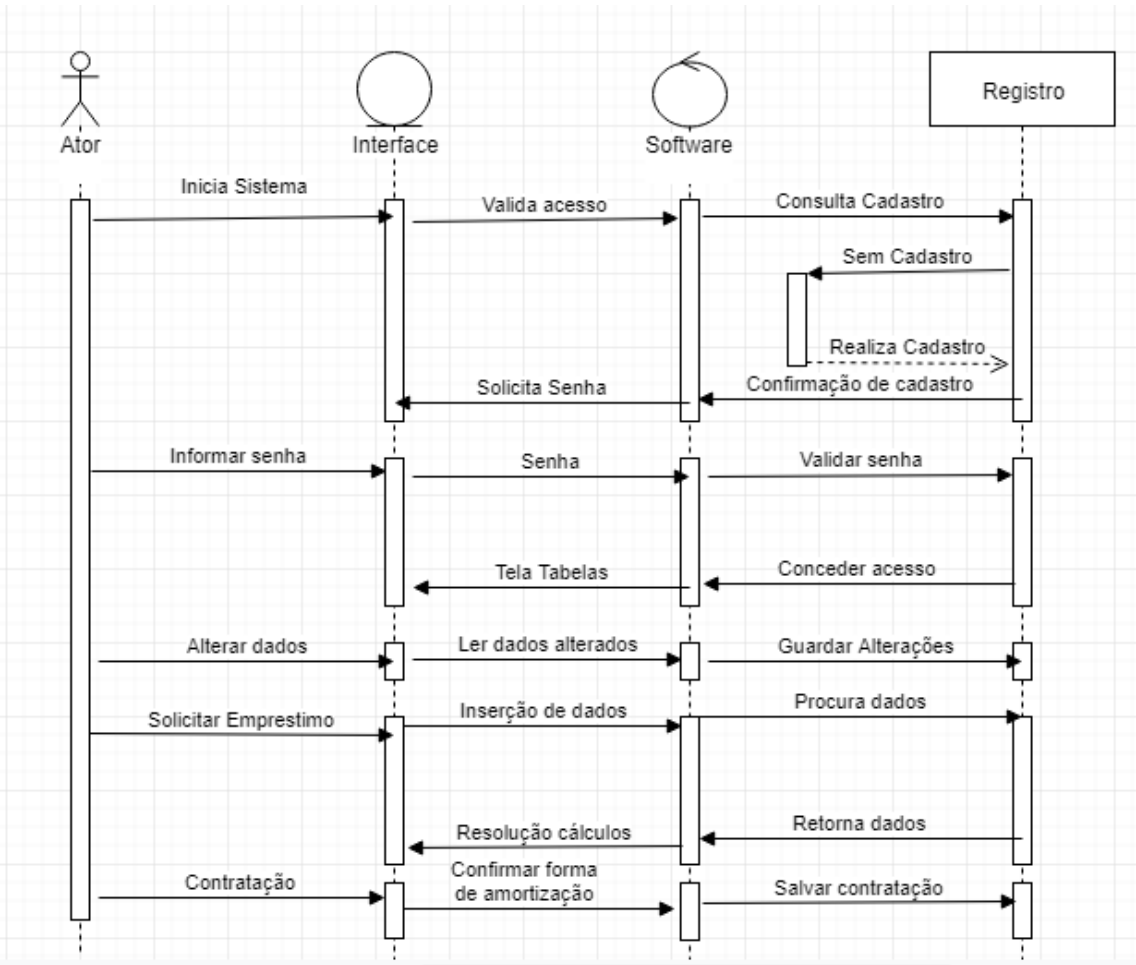 Ator
Interface
Software
Registro
Inicia Sistema
Valida acesso
Consulta Cadastro
Sem Cadastro
Realiza Cadastro
Confirmação de cadastro
Solicita Senha
Informar senha
Senha
Validar senha
Conceder acesso
Tela Tabelas
Alterar dados
Ler dados alterados
Guardar Alterações
Solicitar Emprestimo
Inserção de dados
Procura dados
Retorna dados
Resolução cálculos
Contratação
Confirmar forma
de amortização
Salvar contratação